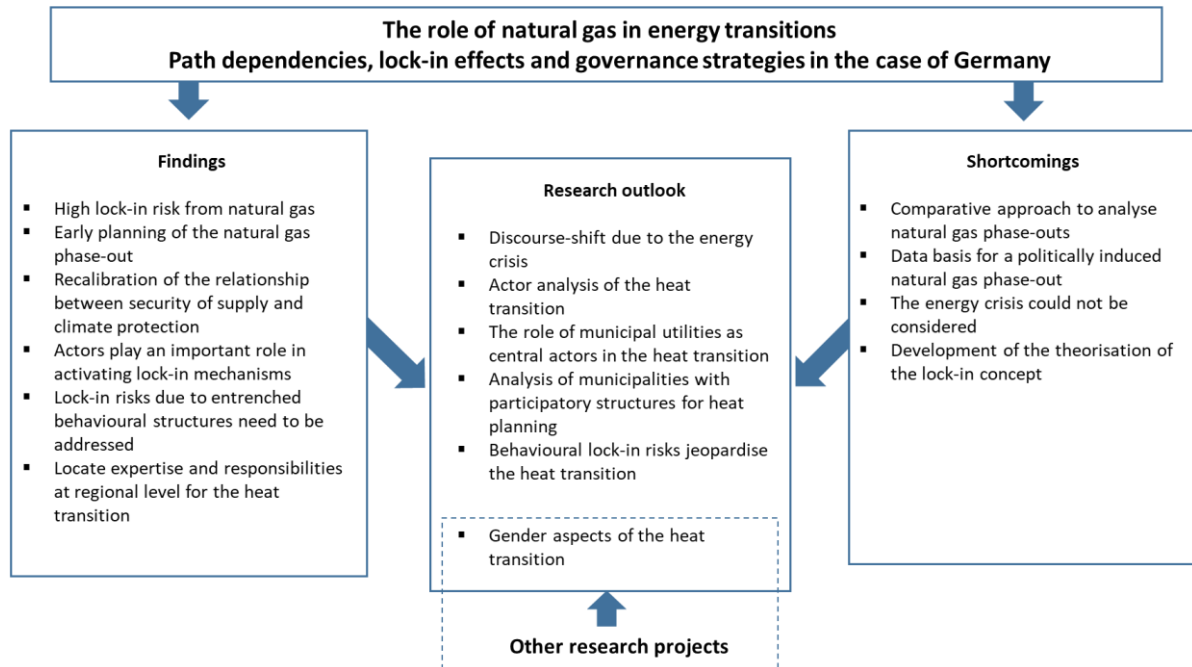 The role of natural gas in energy transitions
Path dependencies, lock-in effects and governance strategies in the case of Germany
Findings
▪ High lock-in risk from natural gas
▪ Early planning of the natural gas
phase-out
▪ Recalibration of the relationship
between security of supply and
climate protection
▪ Actors play an important role in
activating lock-in mechanisms
▪ Lock-in risks due to entrenched
behavioural structures need to be
addressed
▪ Locate expertise and responsibilities
at regional level for the heat
transition
Research outlook
▪ Discourse-shift due to the energy
crisis
▪ Actor analysis of the heat
transition
▪ The role of municipal utilities as
central actors in the heat transition
▪ Analysis of municipalities with
participatory structures for heat
planning
▪ Behavioural lock-in risks jeopardise
the heat transition
▪ Gender aspects of the heat
transition
Other research projects
Shortcomings
▪ Comparative approach to analyse
natural gas phase-outs
▪ Data basis for a politically induced
natural gas phase-out
▪ The energy crisis could not be
considered
▪ Development of the theorisation of
the lock-in concept